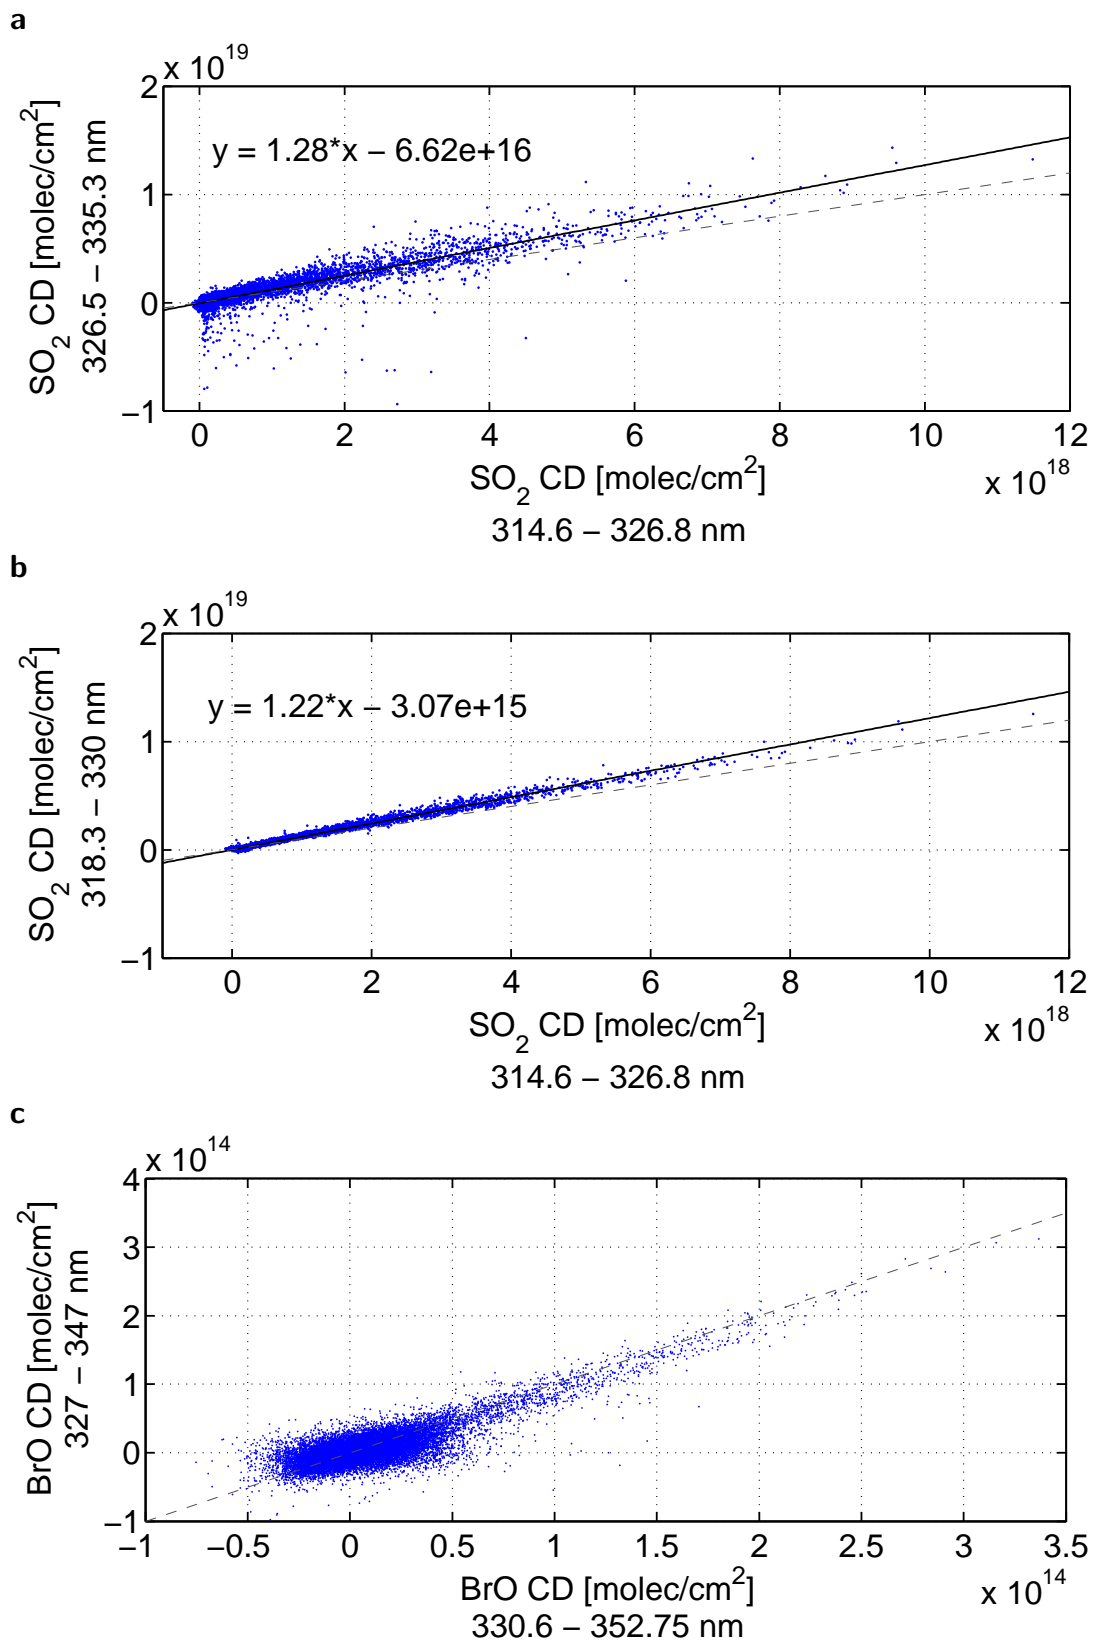 a
x 10^19
2
1
0
−1
SO₂ CD [molec/cm²]
326.5 − 335.3 nm
y = 1.28*x − 6.62e+16
0 2 4 6 8 10 12
SO₂ CD [molec/cm²]
x 10^18
314.6 − 326.8 nm
b
x 10^19
2
1
0
−1
SO₂ CD [molec/cm²]
318.3 − 330 nm
y = 1.22*x − 3.07e+15
0 2 4 6 8 10 12
SO₂ CD [molec/cm²]
x 10^18
314.6 − 326.8 nm
c
x 10^14
4
3
2
1
0
−1
BrO CD [molec/cm²]
327 − 347 nm
−1 −0.5 0 0.5 1 1.5 2 2.5 3 3.5
BrO CD [molec/cm²]
x 10^14
330.6 − 352.75 nm